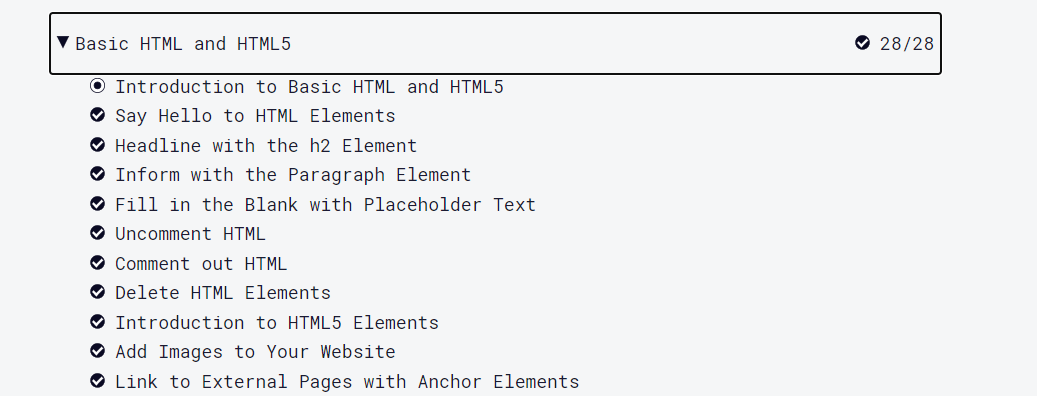 Basic HTML and HTML5 28/28
Introduction to Basic HTML and HTML5
Say Hello to HTML Elements
Headline with the h2 Element
Inform with the Paragraph Element
Fill in the Blank with Placeholder Text
Uncomment HTML
Comment out HTML
Delete HTML Elements
Introduction to HTML5 Elements
Add Images to Your Website
Link to External Pages with Anchor Elements